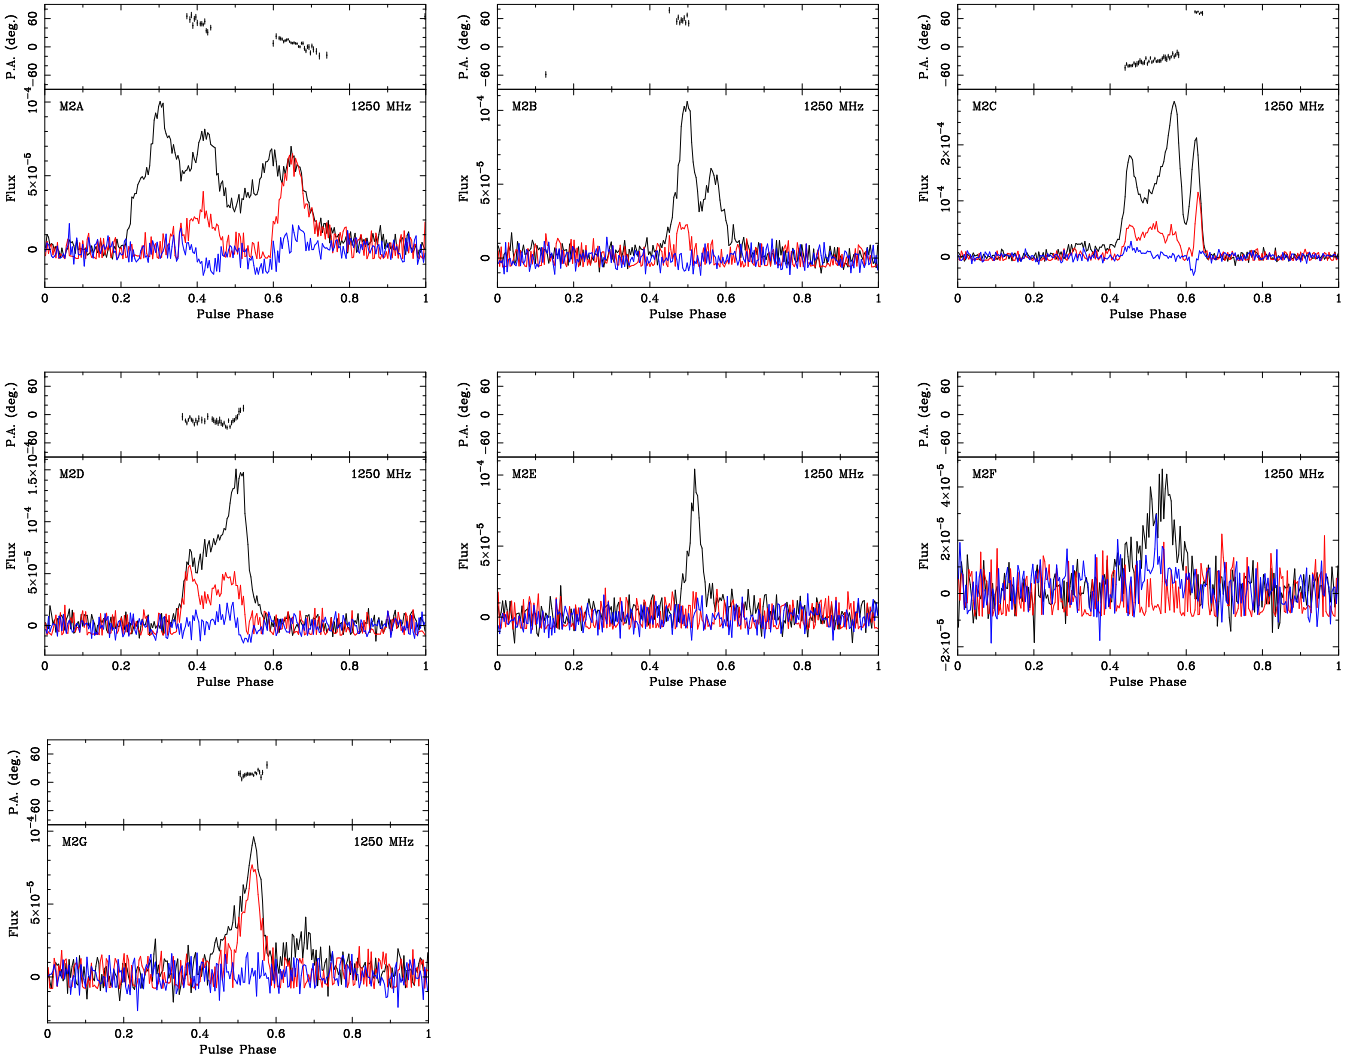 P.A. (deg.)
−60 0 60
M2A 1250 MHz
Flux
0 5×10⁻⁵ 10⁻⁴
0 0.2 0.4 0.6 0.8 1
Pulse Phase
P.A. (deg.)
−60 0 60
M2B 1250 MHz
Flux
0 5×10⁻⁵ 10⁻⁴
0 0.2 0.4 0.6 0.8 1
Pulse Phase
P.A. (deg.)
−60 0 60
M2C 1250 MHz
Flux
0 10⁻⁴ 2×10⁻⁴
0 0.2 0.4 0.6 0.8 1
Pulse Phase
P.A. (deg.)
−60 0 60
M2D 1250 MHz
Flux
0 5×10⁻⁵ 10⁻⁴ 1.5×10⁻⁴
0 0.2 0.4 0.6 0.8 1
Pulse Phase
P.A. (deg.)
−60 0 60
M2E 1250 MHz
Flux
0 5×10⁻⁵ 10⁻⁴
0 0.2 0.4 0.6 0.8 1
Pulse Phase
P.A. (deg.)
−60 0 60
M2F 1250 MHz
Flux
−2×10⁻⁵ 0 2×10⁻⁵ 4×10⁻⁵
0 0.2 0.4 0.6 0.8 1
Pulse Phase
P.A. (deg.)
−60 0 60
M2G 1250 MHz
Flux
0 5×10⁻⁵ 10⁻⁴
0 0.2 0.4 0.6 0.8 1
Pulse Phase